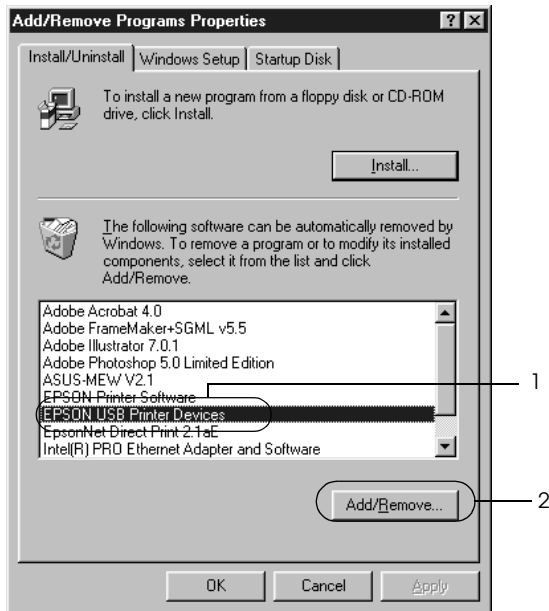 Add/Remove Programs Properties
Install/Uninstall
Windows Setup
Startup Disk
To install a new program from a floppy disk or CD-ROM
drive, click Install.
Install...
The following software can be automatically removed by
Windows. To remove a program or to modify its installed
components, select it from the list and click
Add/Remove.
Adobe Acrobat 4.0
Adobe FrameMaker+SGML v5.5
Adobe Illustrator 7.0.1
Adobe Photoshop 5.0 Limited Edition
ASUS-MEW V2.1
EPSON Printer Software
1
EPSON USB Printer Devices
EpsonNet Direct Print 2.1aE
Intel(R) PRO Ethernet Adapter and Software
Add/Remove...
2
OK
Cancel
Apply